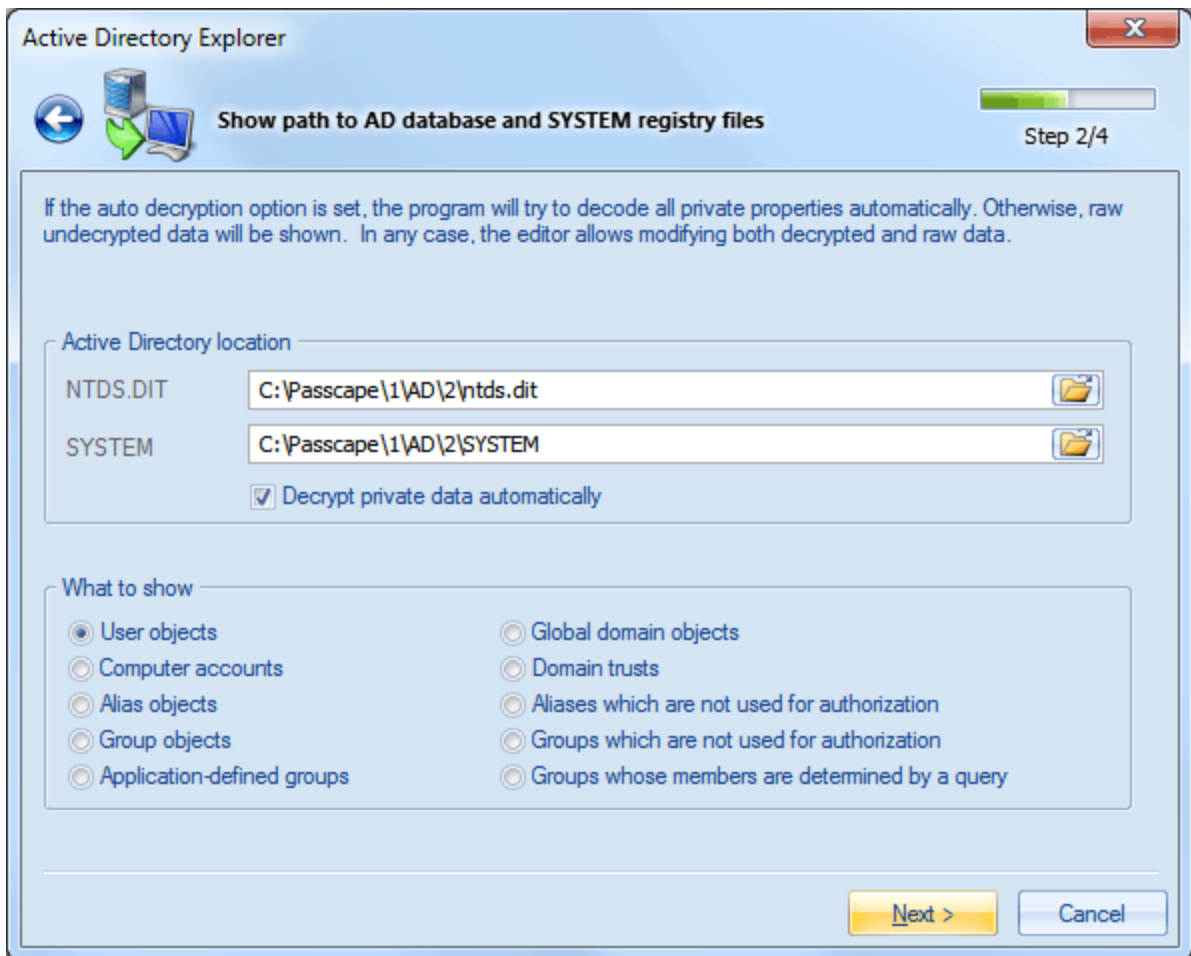 Active Directory Explorer
X
Show path to AD database and SYSTEM registry files
Step 2/4
If the auto decryption option is set, the program will try to decode all private properties automatically. Otherwise, raw
undecrypted data will be shown.  In any case, the editor allows modifying both decrypted and raw data.
Active Directory location
NTDS.DIT
C:\Passcape\1\AD\2\ntds.dit
SYSTEM
C:\Passcape\1\AD\2\SYSTEM
Decrypt private data automatically
What to show
User objects
Global domain objects
Computer accounts
Domain trusts
Alias objects
Aliases which are not used for authorization
Group objects
Groups which are not used for authorization
Application-defined groups
Groups whose members are determined by a query
Next >
Cancel